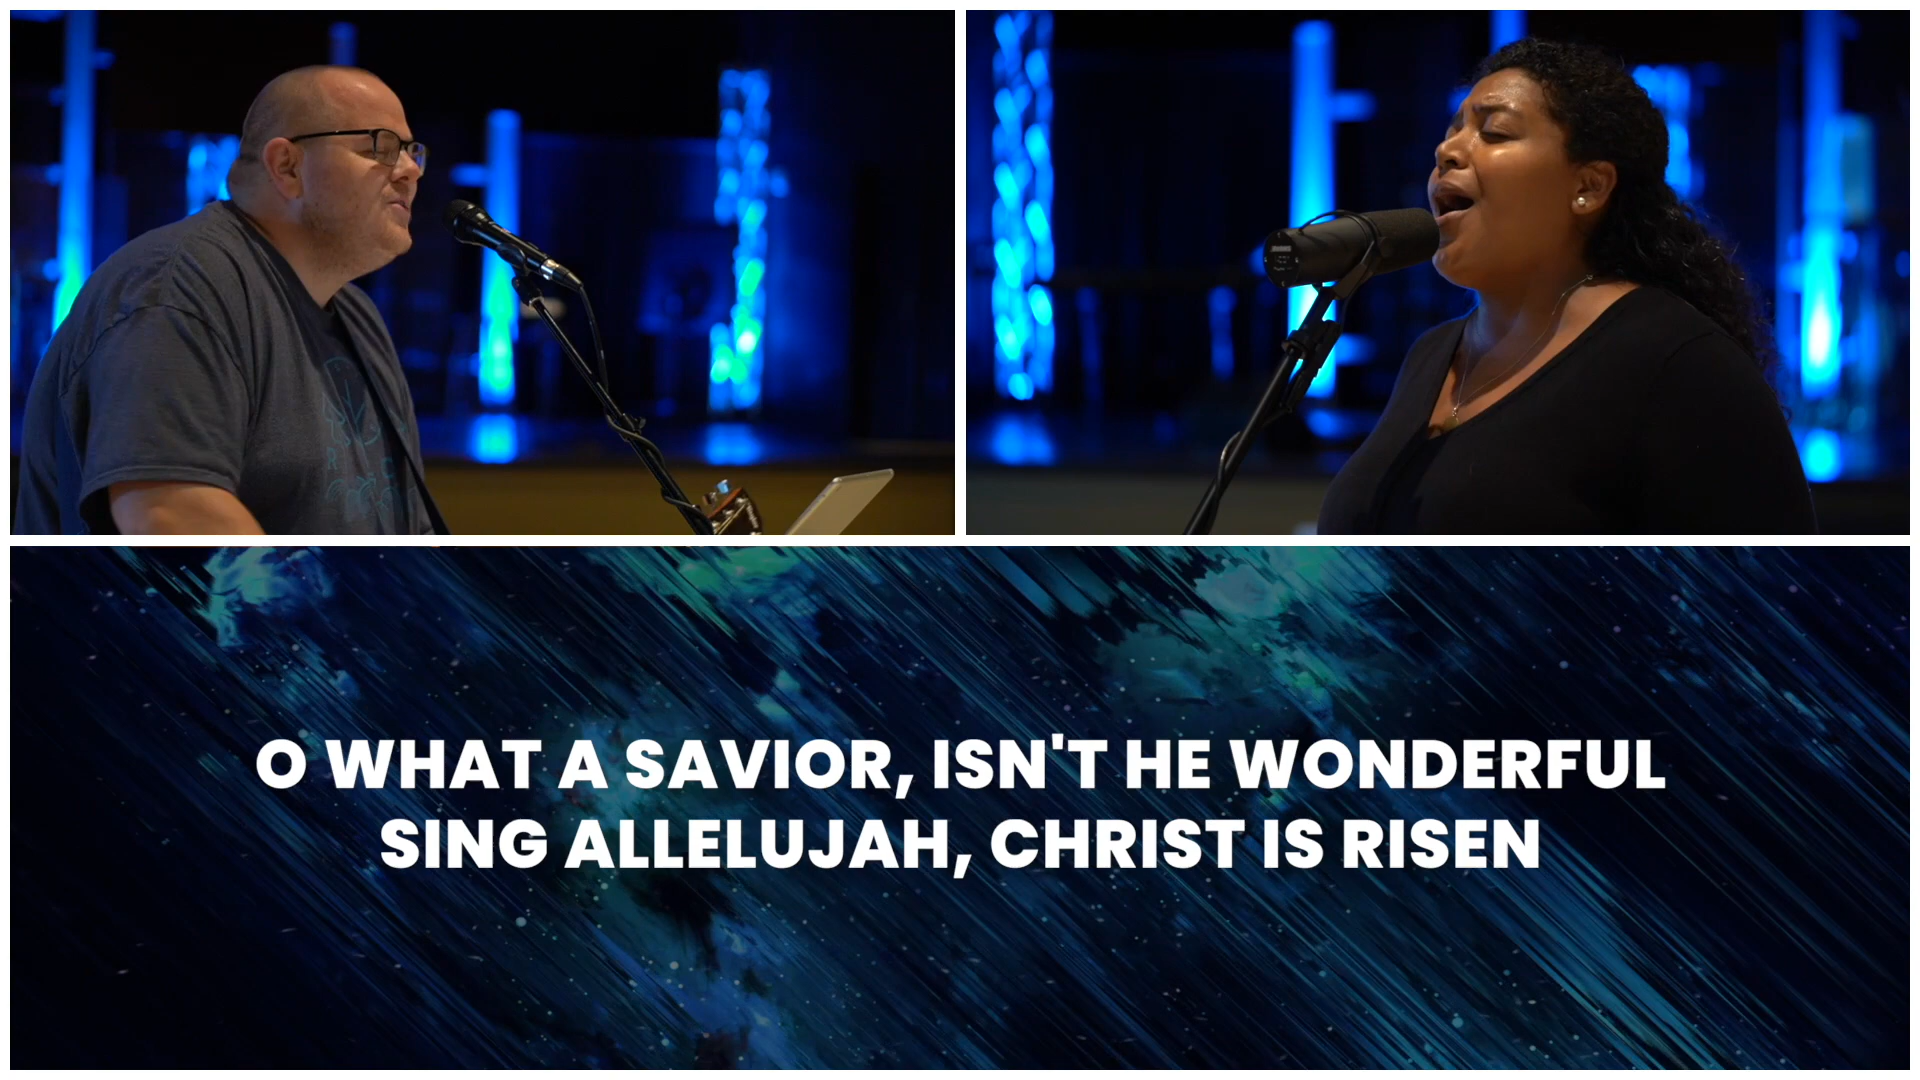 O WHAT A SAVIOR, ISN'T HE WONDERFUL
SING ALLELUJAH, CHRIST IS RISEN